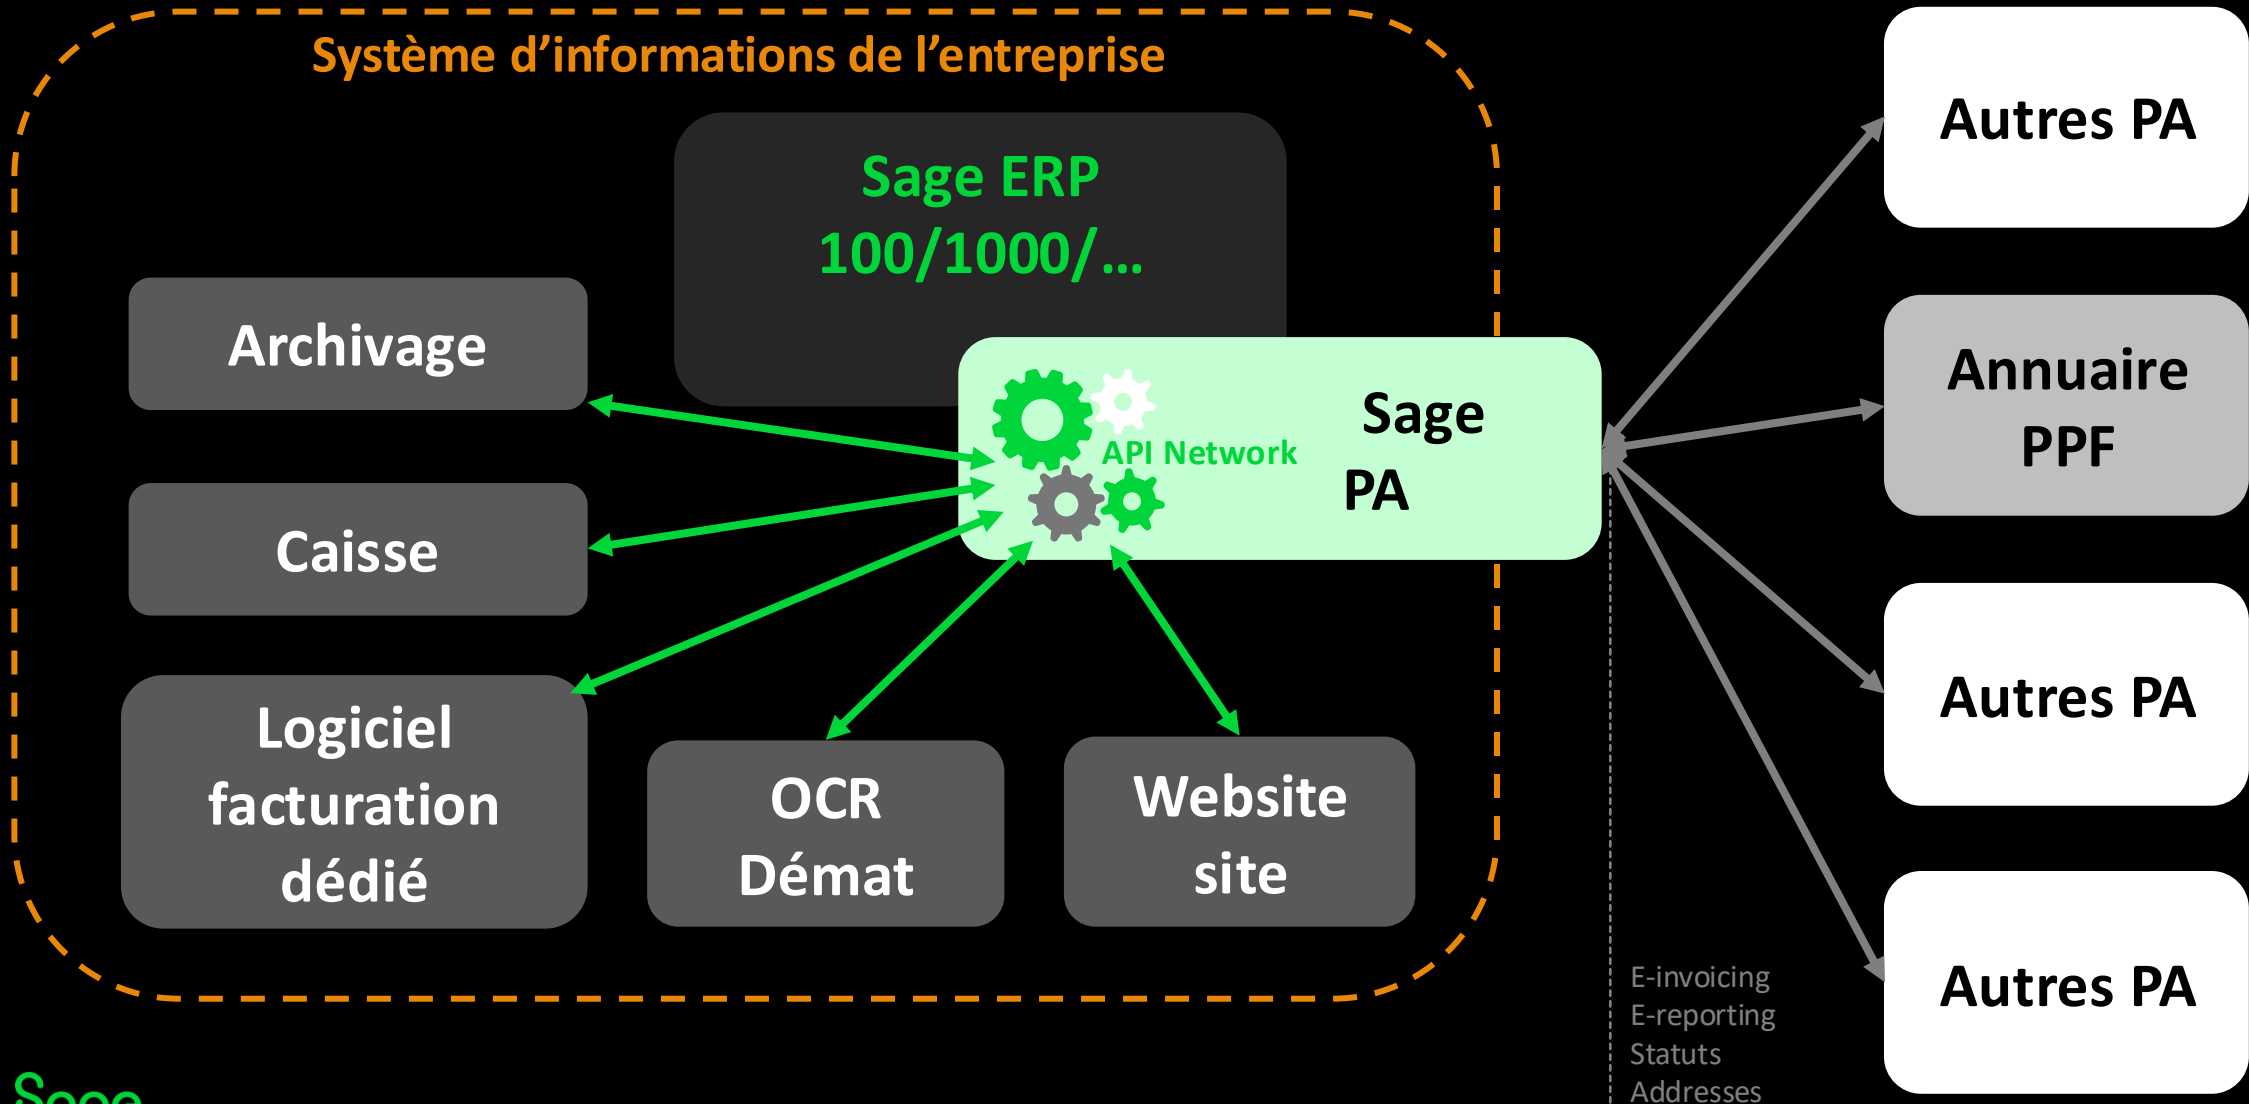 Système d’informations de l’entreprise
Sage ERP
100/1000/…
Archivage
Caisse
Logiciel
facturation
dédié
OCR
Démat
Website
site
API Network
Sage
PA
Autres PA
Annuaire
PPF
Autres PA
Autres PA
E-invoicing
E-reporting
Statuts
Addresses
Sage